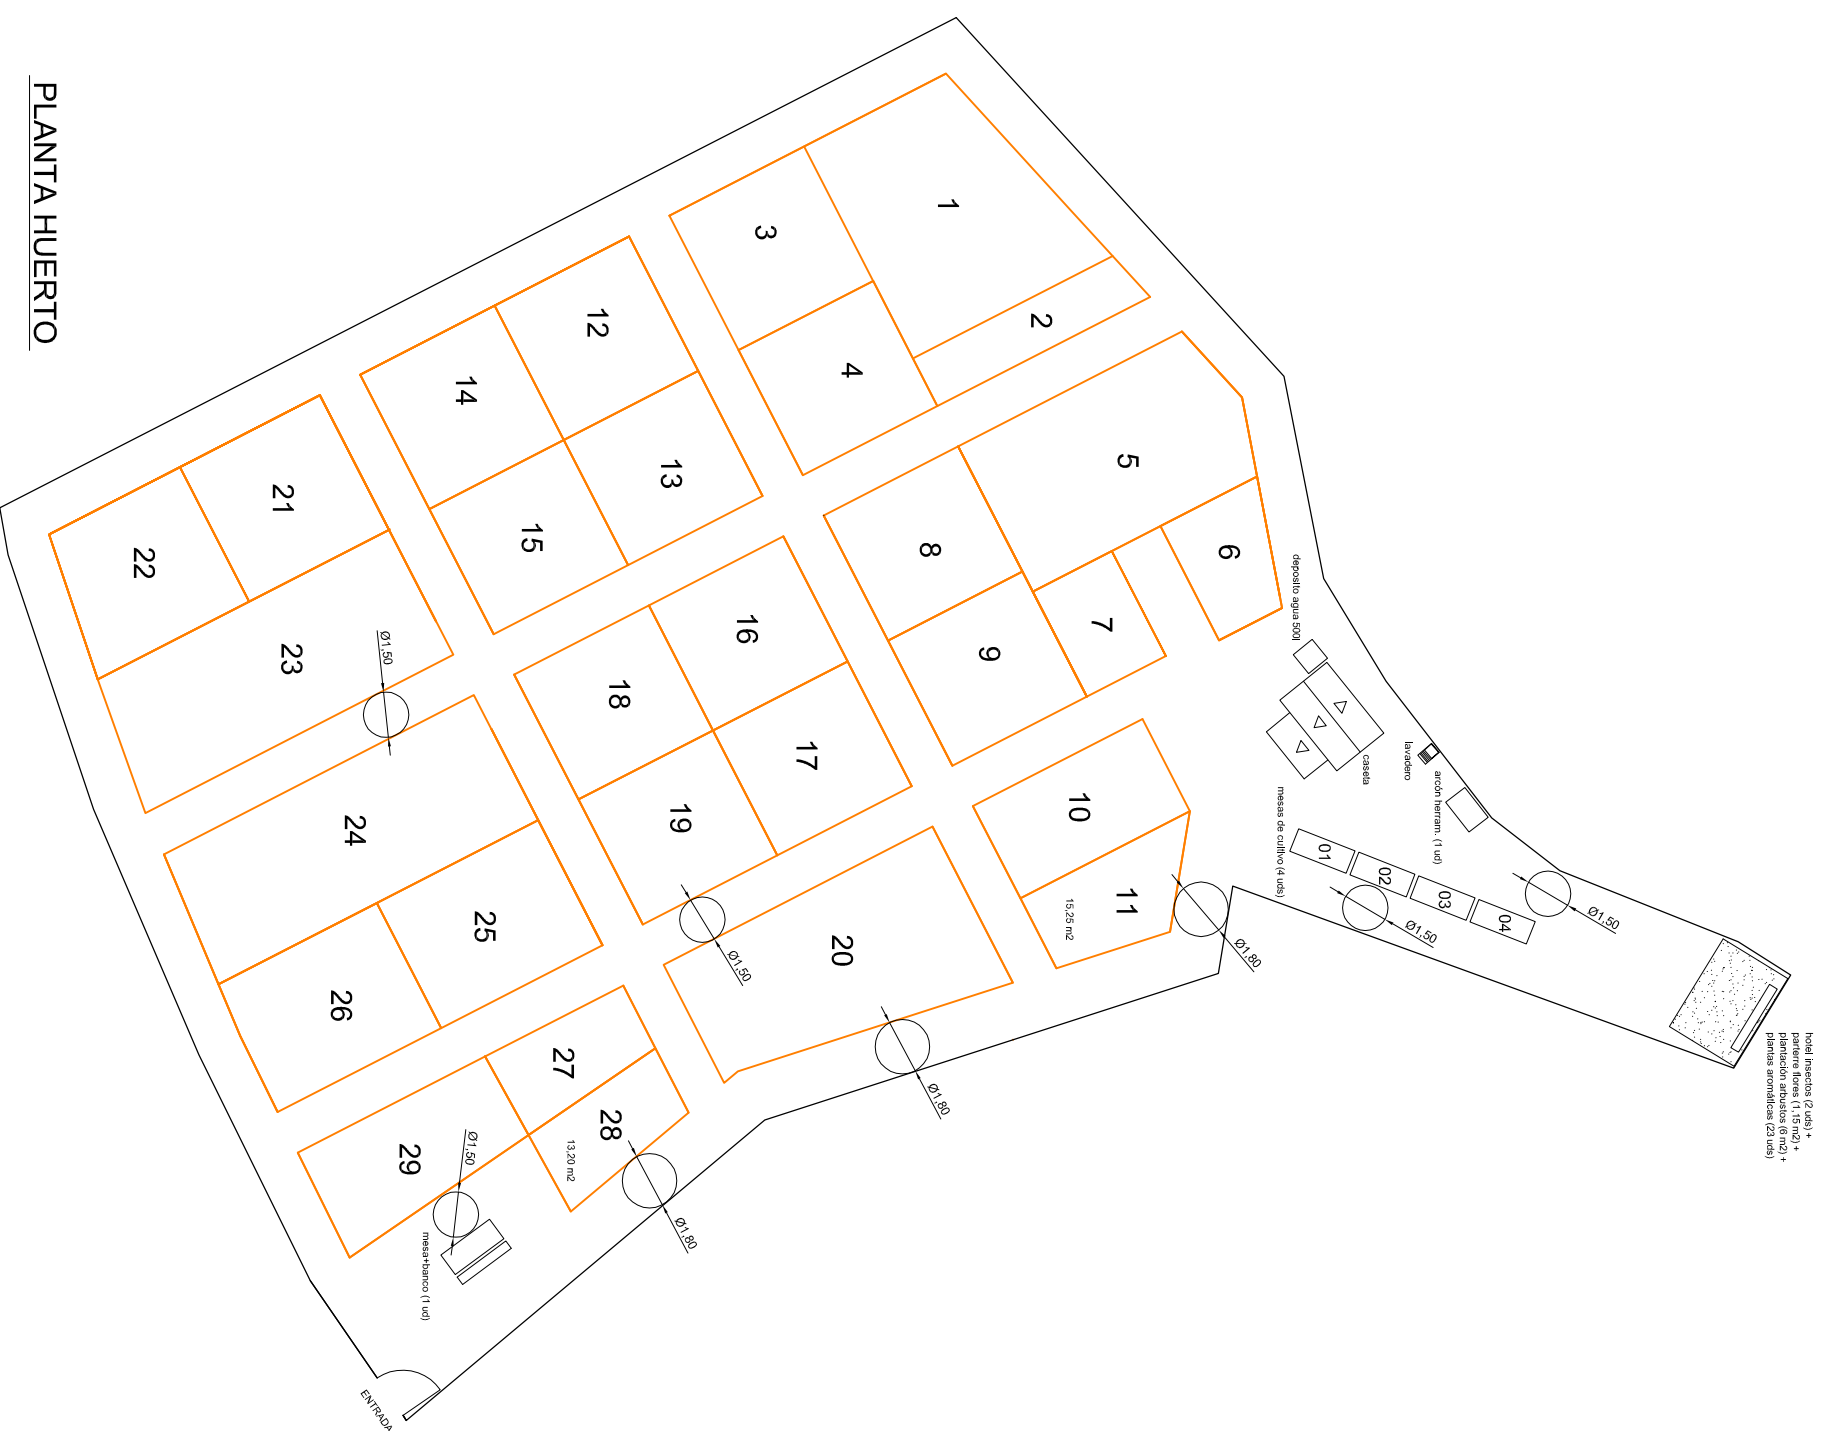 PLANTA HUERTO
1
2
3
4
5
6
7
8
9
10
11
15,25 m2
12
13
14
15
16
17
18
19
20
21
22
23
24
25
26
27
28
13,20 m2
29
deposito agua 500l
caseta
lavadero
arcón herram. (1 ud)
mesas de cultivo (4 uds)
01
02
03
04
Ø1,50
Ø1,50
Ø1,80
Ø1,80
Ø1,80
Ø1,50
Ø1,50
Ø1,50
hotel insectos (2 uds) +
parterre flores (1,15 m2) +
plantación arbustos (6 m2) +
plantas aromáticas (23 uds)
mesa+banco (1 ud)
ENTRADA